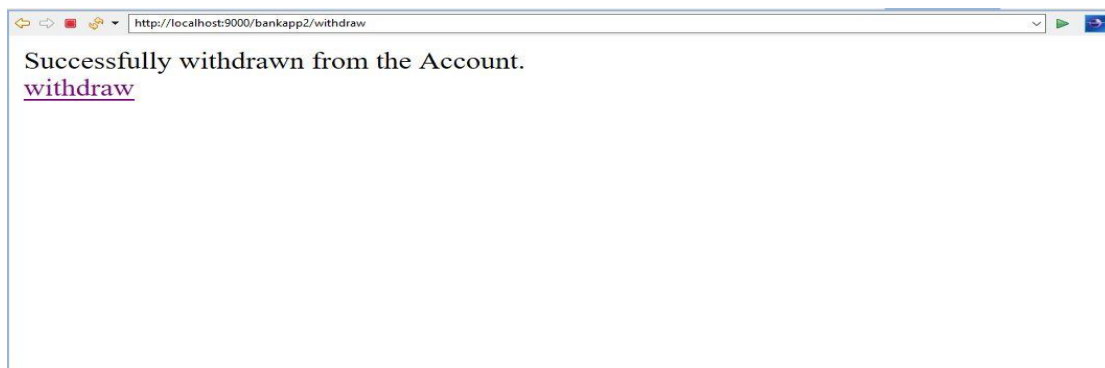 http://localhost:9000/bankapp2/withdraw
Successfully withdrawn from the Account.
withdraw